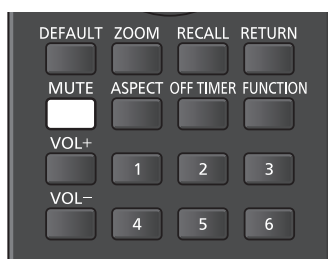 DEFAULT ZOOM RECALL RETURN
MUTE ASPECT OFF TIMER FUNCTION
VOL+
1 2 3
VOL-
4 5 6